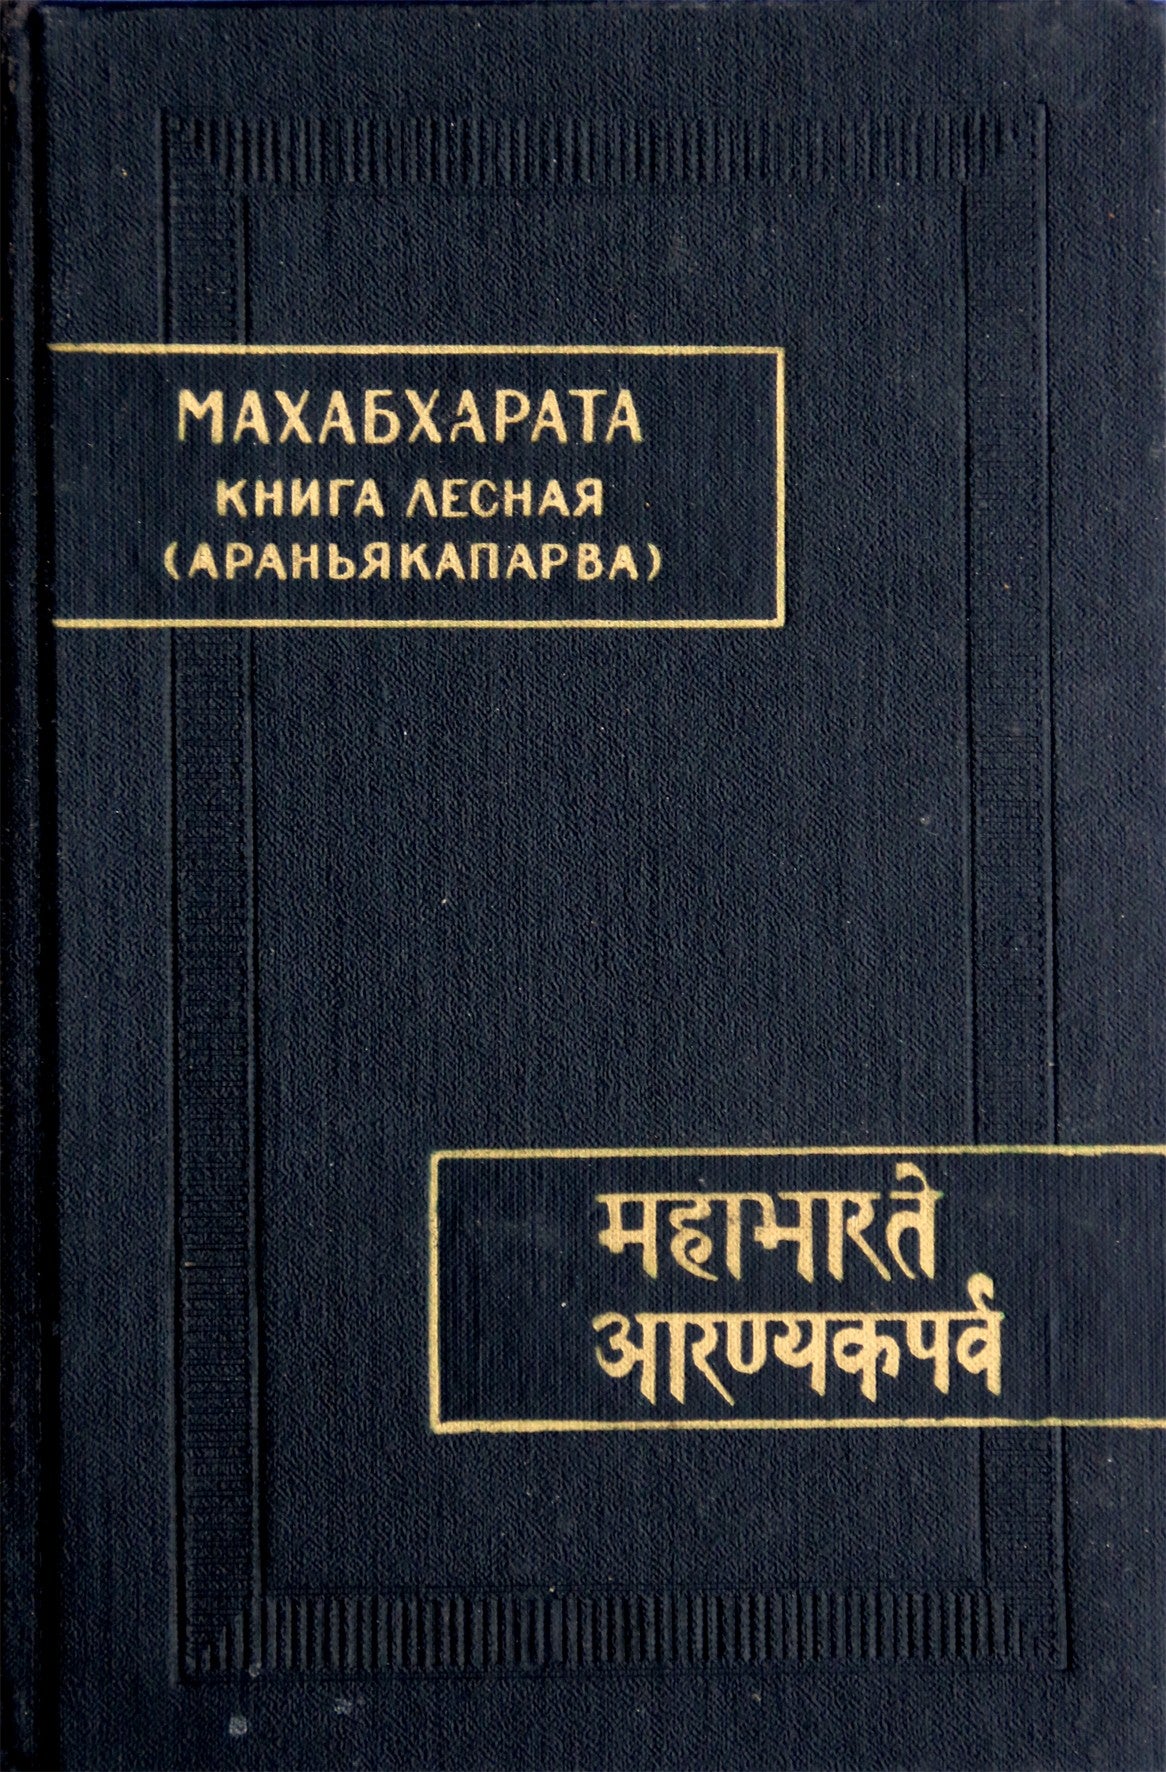 МАХАБХАРАТА
КНИГА ЛЕСНАЯ
(АРАНЬЯКАПАРВА)
महाभारते
आरण्यकपर्व